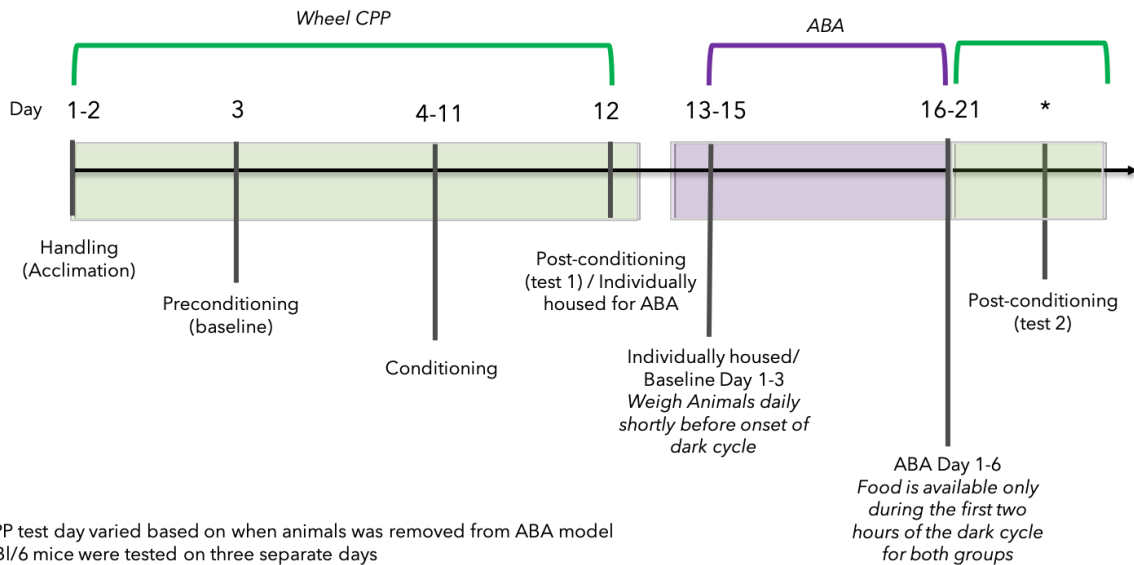 Wheel CPP
ABA
Day 1-2 3 4-11 12 13-15 16-21 *
Handling
(Acclimation)
Preconditioning
(baseline)
Conditioning
Post-conditioning
(test 1) / Individually
housed for ABA
Individually housed/
Baseline Day 1-3
Weigh Animals daily
shortly before onset of
dark cycle
ABA Day 1-6
Food is available only
during the first two
hours of the dark cycle
for both groups
Post-conditioning
(test 2)
PP test day varied based on when animals was removed from ABA model
Bl/6 mice were tested on three separate days